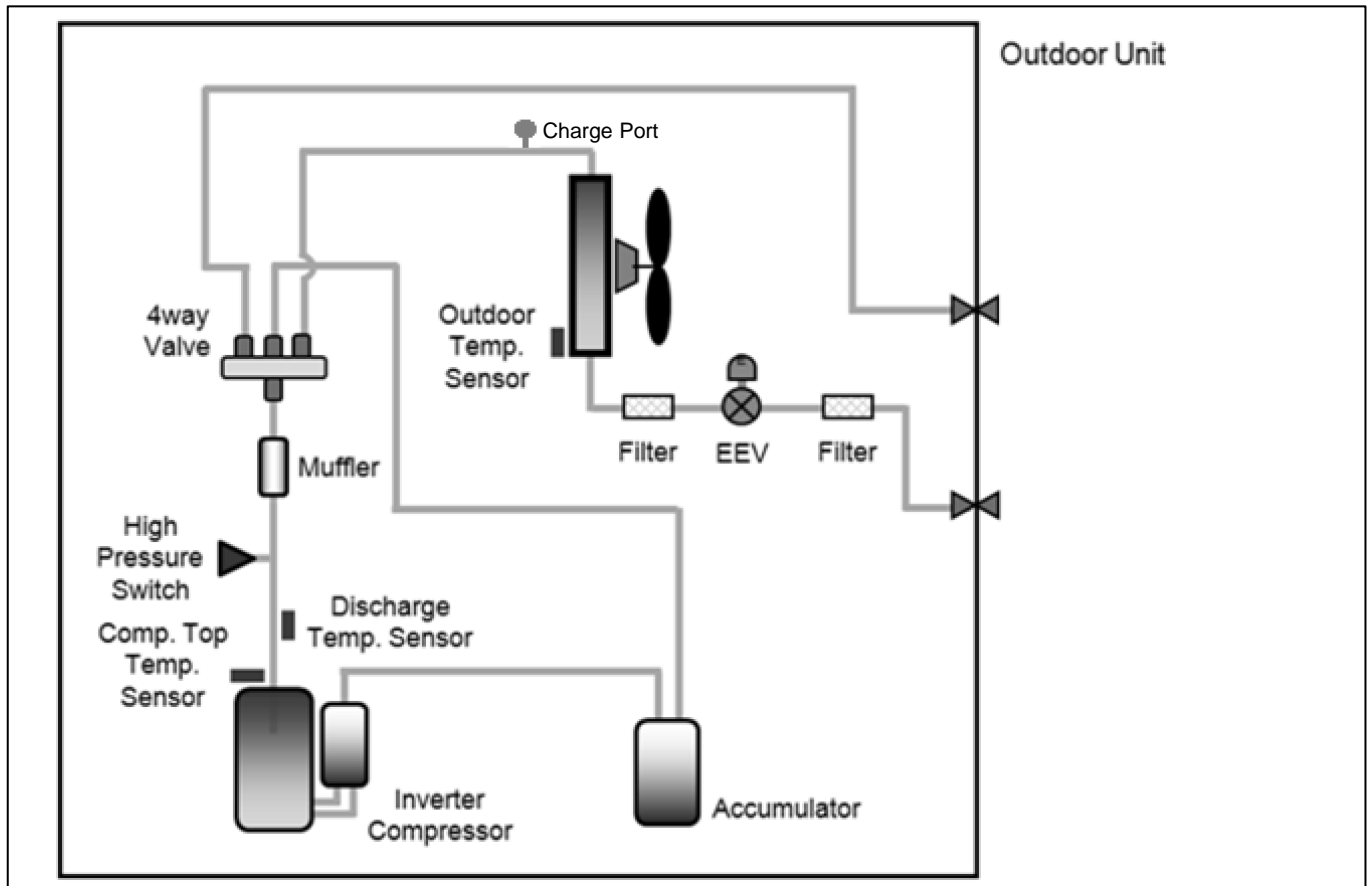 Outdoor Unit
Charge Port
4way
Valve
Outdoor
Temp.
Sensor
Filter
EEV
Filter
Muffler
High
Pressure
Switch
Discharge
Temp. Sensor
Comp. Top
Temp.
Sensor
Inverter
Compressor
Accumulator